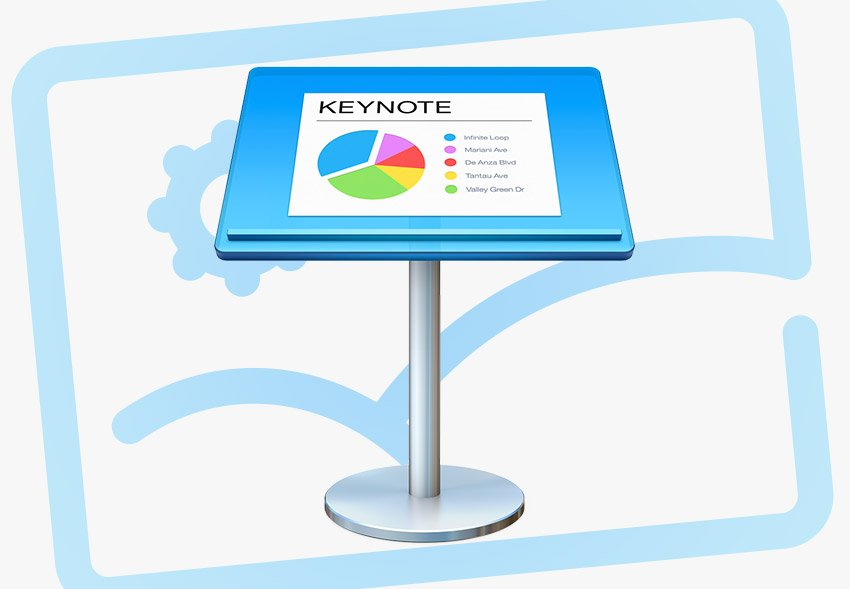 KEYNOTE
Infinite Loop
Mariani Ave
De Anza Blvd
Tantau Ave
Valley Green Dr